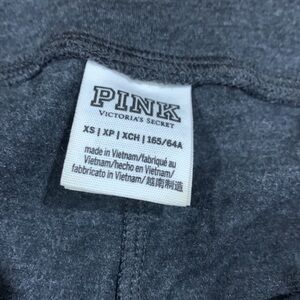 PINK
VICTORIA'S SECRET
XS | XP | XCH | 165/64A
made in Vietnam/fabriqué au
Vietnam/hecho en Vietnam/
fabbricato in Vietnam/越南制造